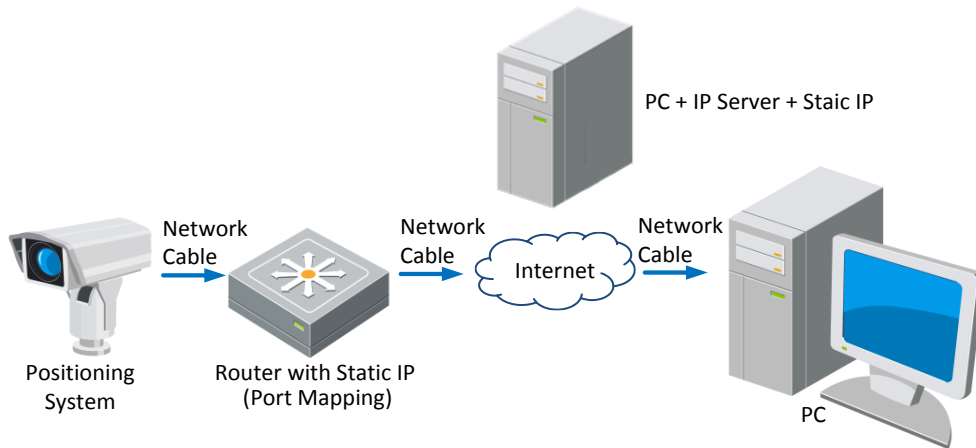 PC + IP Server + Staic IP
Network
Cable
Network
Cable
Network
Cable
Internet
Positioning
System
Router with Static IP
(Port Mapping)
PC